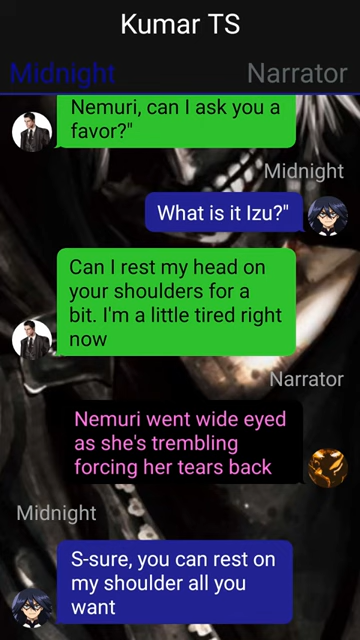 Kumar TS
Midnight
Narrator
Nemuri, can I ask you a
favor?"
Midnight
What is it Izu?"
Can I rest my head on
your shoulders for a
bit. I'm a little tired right
now
Narrator
Nemuri went wide eyed
as she's trembling
forcing her tears back
Midnight
S-sure, you can rest on
my shoulder all you
want